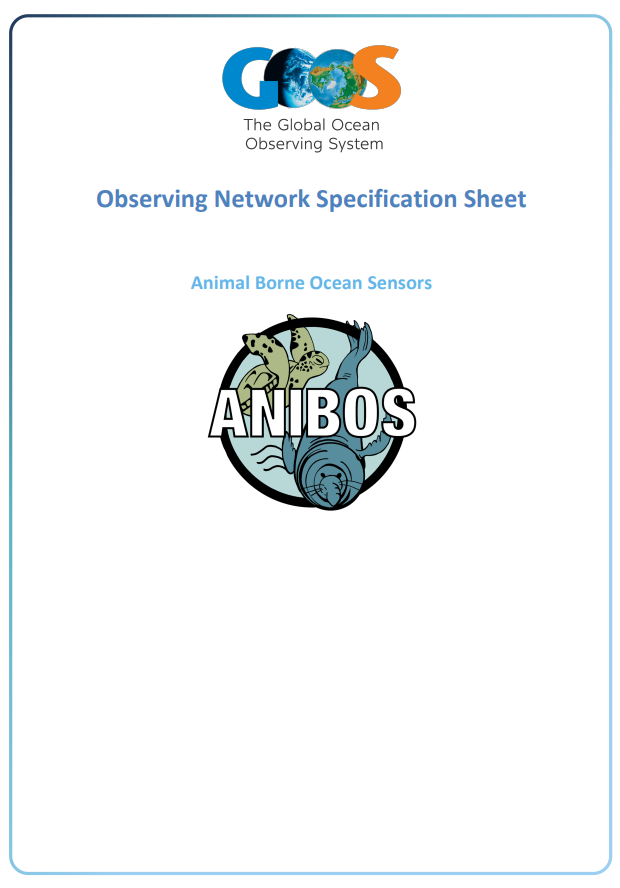 GOOS
The Global Ocean
Observing System
Observing Network Specification Sheet
Animal Borne Ocean Sensors
ANIBOS